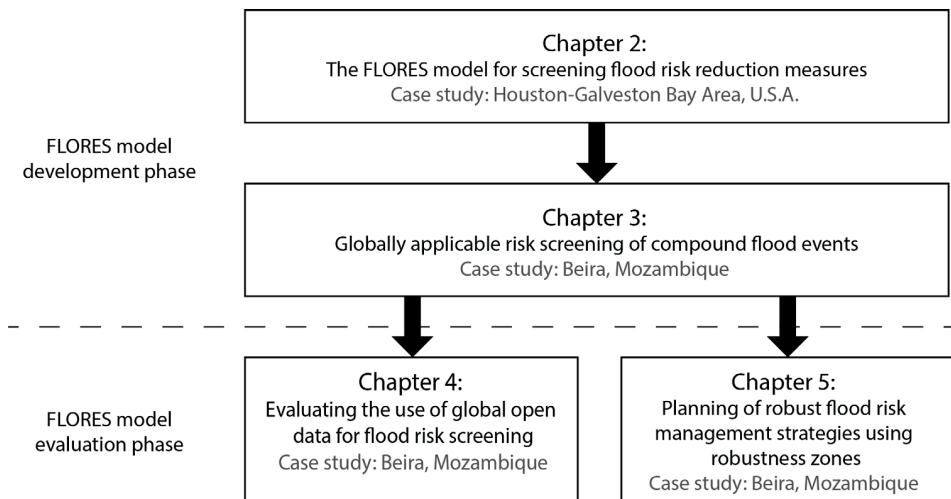 Chapter 2:
The FLORES model for screening flood risk reduction measures
Case study: Houston-Galveston Bay Area, U.S.A.
FLORES model
development phase
Chapter 3:
Globally applicable risk screening of compound flood events
Case study: Beira, Mozambique
FLORES model
evaluation phase
Chapter 4:
Evaluating the use of global open
data for flood risk screening
Case study: Beira, Mozambique
Chapter 5:
Planning of robust flood risk
management strategies using
robustness zones
Case study: Beira, Mozambique